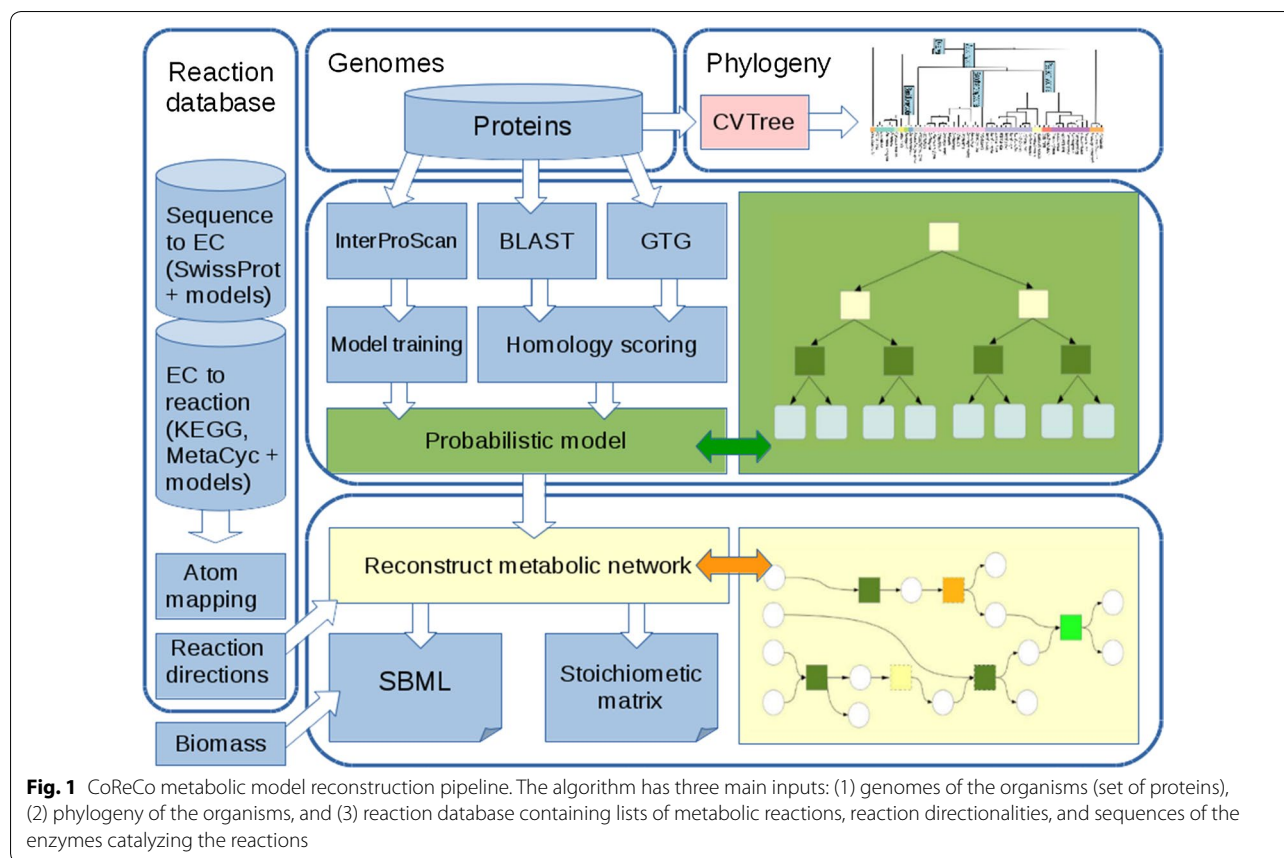 Reaction
database
Sequence
to EC
(SwissProt
+ models)
EC to
reaction
(KEGG,
MetaCyc +
models)
Atom
mapping
Reaction
directions
Biomass
Genomes
Proteins
Phylogeny
CVTree
InterProScan
BLAST
GTG
Model training
Homology scoring
Probabilistic model
Reconstruct metabolic network
SBML
Stoichiometic
matrix
Fig. 1 CoReCo metabolic model reconstruction pipeline. The algorithm has three main inputs: (1) genomes of the organisms (set of proteins),
(2) phylogeny of the organisms, and (3) reaction database containing lists of metabolic reactions, reaction directionalities, and sequences of the
enzymes catalyzing the reactions